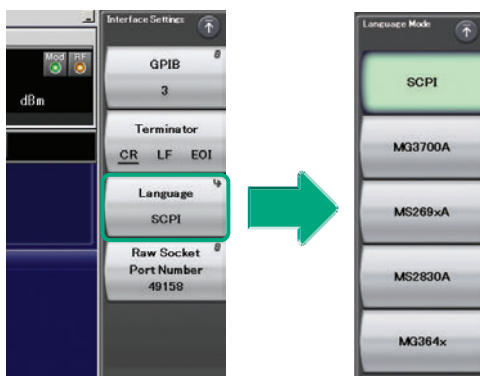 Interface Settings
Mod RF
dBm
GPIB
3
Terminator
CR LF EOI
Language
SCPI
Raw Socket
Port Number
49158
Language Mode
SCPI
MG3700A
MS269xA
MS2830A
MG364x